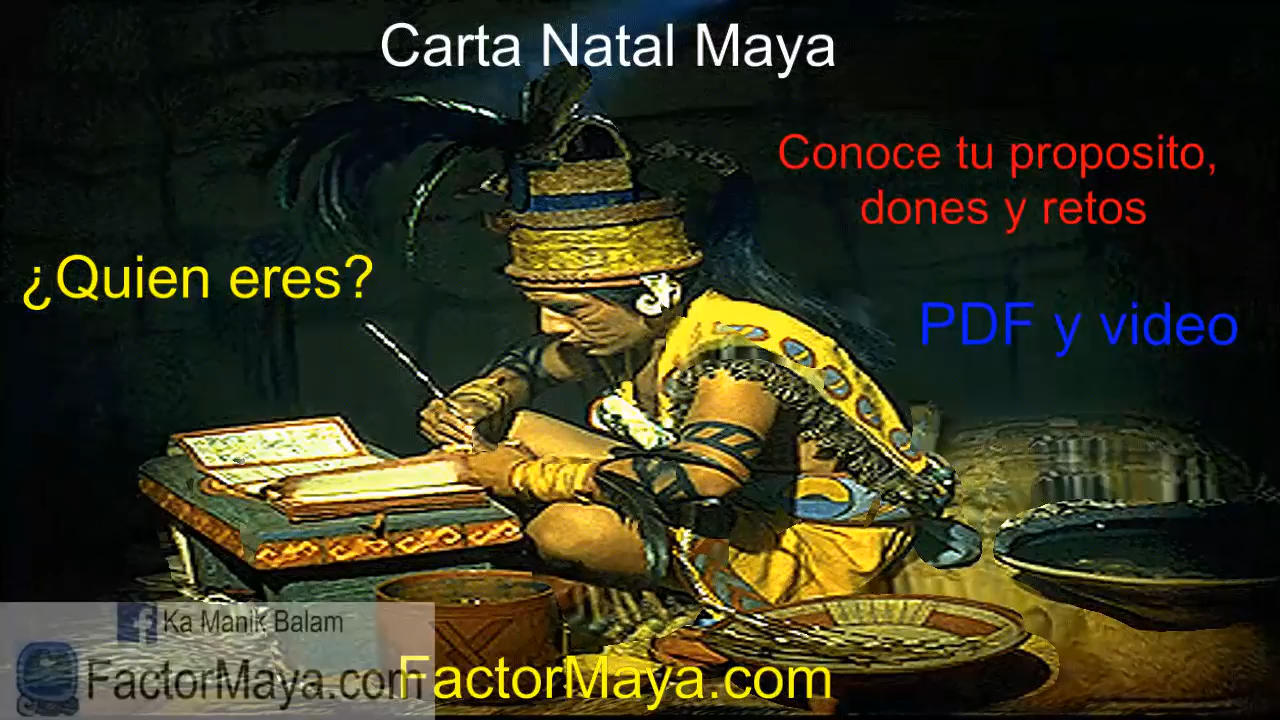 Carta Natal Maya
Conoce tu proposito,
dones y retos
¿Quien eres?
PDF y video
Ka Manik Balam
FactorMaya.com
FactorMaya.com